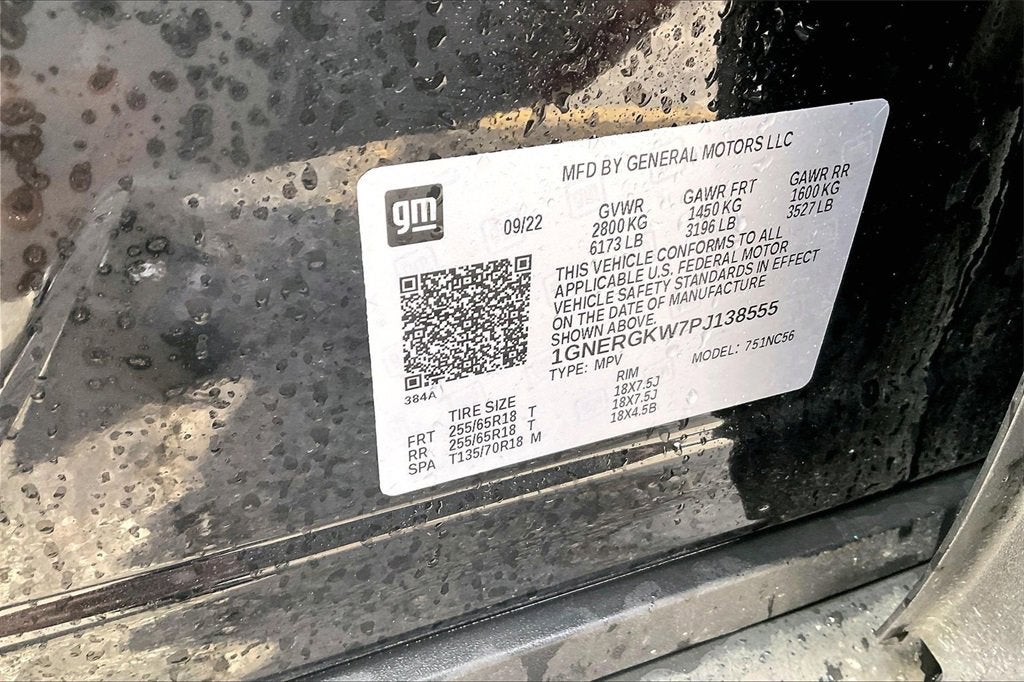 MFD BY GENERAL MOTORS LLC
gm
09/22
GVWR GAWR FRT GAWR RR
2800 KG 1450 KG 1600 KG
6173 LB 3196 LB 3527 LB
THIS VEHICLE CONFORMS TO ALL
APPLICABLE U.S. FEDERAL MOTOR
VEHICLE SAFETY STANDARDS IN EFFECT
ON THE DATE OF MANUFACTURE
SHOWN ABOVE.
1GNERGKW7PJ138555
TYPE: MPV MODEL: 751NC56
384A
TIRE SIZE RIM
FRT 255/65R18 T 18X7.5J
RR 255/65R18 T 18X7.5J
SPA T135/70R18 M 18X4.5B